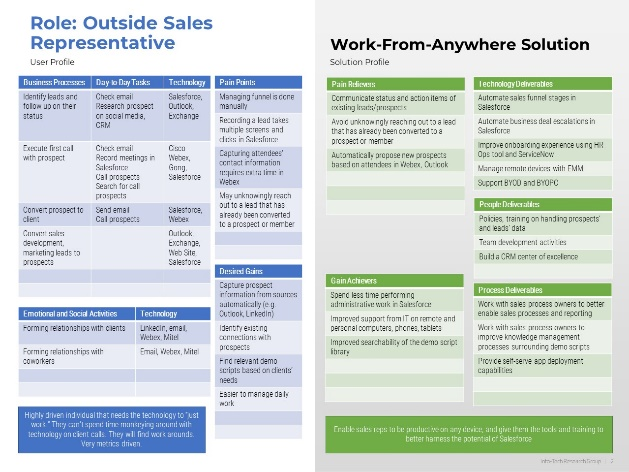 Role: Outside Sales
Representative
User Profile
Business Processes
Day to Day Tasks
Technology
Identify leads and
follow up on their
status
Check email
Research prospect
on social media,
CRM
Salesforce,
Outlook,
Exchange
Execute first call
with prospect
Check email
Record meetings in
Salesforce
Call prospects
Search for call
prospects
Cisco
Webex,
Gong,
Salesforce
Convert prospect to
client
Send email
Call prospects
Salesforce,
Webex
Convert sales
development,
marketing leads to
prospects
Outlook
Exchange,
Web Site,
Salesforce
Emotional and Social Activities
Technology
Forming relationships with clients
LinkedIn, email,
Webex, Mitel
Forming relationships with
coworkers
Email, Webex, Mitel
Highly driven individual that needs the technology to "just
work." They can't spend time monkeying around with
technology on client calls. They will find workarounds.
Very metrics driven.
Pain Points
Managing funnel is done
manually
Recording a lead takes
multiple screens and
clicks in Salesforce
Capturing attendees'
contact information
requires extra time in
Webex
May unknowingly reach
out to a lead that has
already been converted
to a prospect or member
Desired Gains
Capture prospect
information from sources
automatically (e.g.
Outlook, LinkedIn)
Identify existing
connections with
prospects
Find relevant demo
scripts based on clients'
needs
Easier to manage daily
work
Work-From-Anywhere Solution
Solution Profile
Pain Relievers
Communicate status and action items of
existing leads/prospects
Avoid unknowingly reaching out to a lead
that has already been converted to a
prospect or member
Automatically propose new prospects
based on attendees in Webex, Outlook
Gain Achievers
Spend less time performing
administrative work in Salesforce
Improved support from IT on remote and
personal computers, phones, tablets
Improved searchability of the demo script
library
Technology Deliverables
Automate sales funnel stages in
Salesforce
Automate business deal escalations in
Salesforce
Improve onboarding experience using HR
Ops tool and ServiceNow
Manage remote devices with EMM
Support BYOD and BYOPC
People Deliverables
Policies, training on handling prospects'
and leads' data
Team development activities
Build a CRM center of excellence
Process Deliverables
Work with sales process owners to better
enable sales processes and reporting
Work with sales process owners to
improve knowledge management
processes surrounding demo scripts
Provide self-serve app deployment
capabilities
Enable sales reps to be productive on any device, and give them the tools and training to
better harness the potential of Salesforce
Info-Tech Research Group | 2